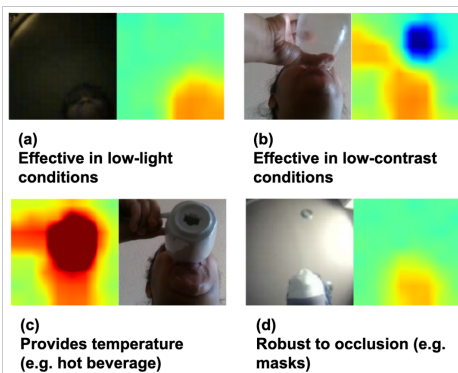 (a)
Effective in low-light
conditions
(b)
Effective in low-contrast
conditions
(c)
Provides temperature
(e.g. hot beverage)
(d)
Robust to occlusion (e.g.
masks)